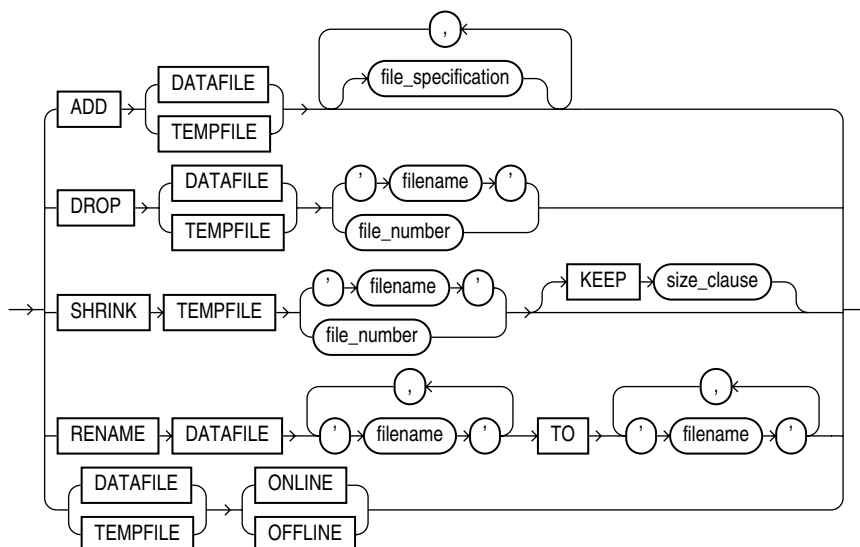 ,
DATAFILE file_specification
ADD
TEMPFILE
DATAFILE ' filename '
DROP
TEMPFILE file_number
' filename ' KEEP size_clause
SHRINK TEMPFILE
file_number
, ,
RENAME DATAFILE ' filename ' TO ' filename '
DATAFILE ONLINE
TEMPFILE OFFLINE